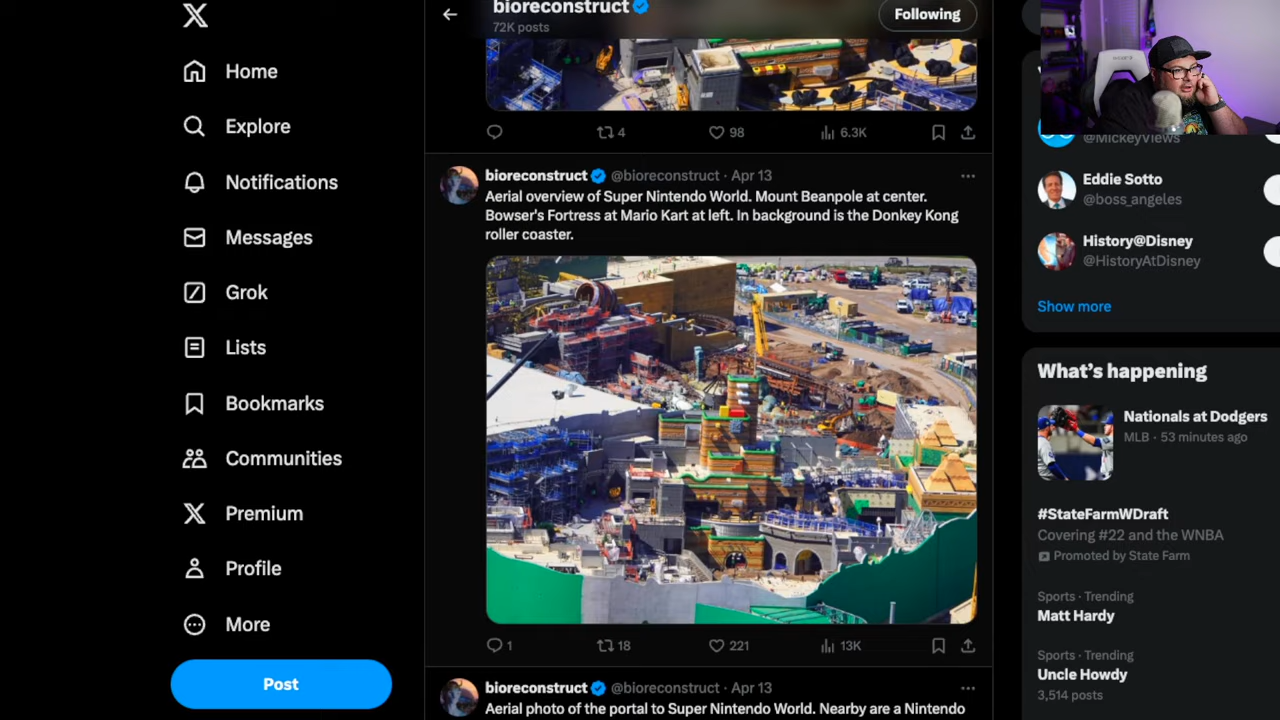 bioreconstruct
72K posts
Following
Home
Explore
Notifications
Messages
Grok
Lists
Bookmarks
Communities
Premium
Profile
More
Post
4
98
6.3K
bioreconstruct @bioreconstruct · Apr 13
Aerial overview of Super Nintendo World. Mount Beanpole at center.
Bowser's Fortress at Mario Kart at left. In background is the Donkey Kong
roller coaster.
1
18
221
13K
bioreconstruct @bioreconstruct · Apr 13
Aerial photo of the portal to Super Nintendo World. Nearby are a Nintendo
@MickeyViews
Eddie Sotto
@boss_angeles
History@Disney
@HistoryAtDisney
Show more
What's happening
Nationals at Dodgers
MLB · 53 minutes ago
#StateFarmWDraft
Covering #22 and the WNBA
Promoted by State Farm
Sports · Trending
Matt Hardy
Sports · Trending
Uncle Howdy
3,514 posts